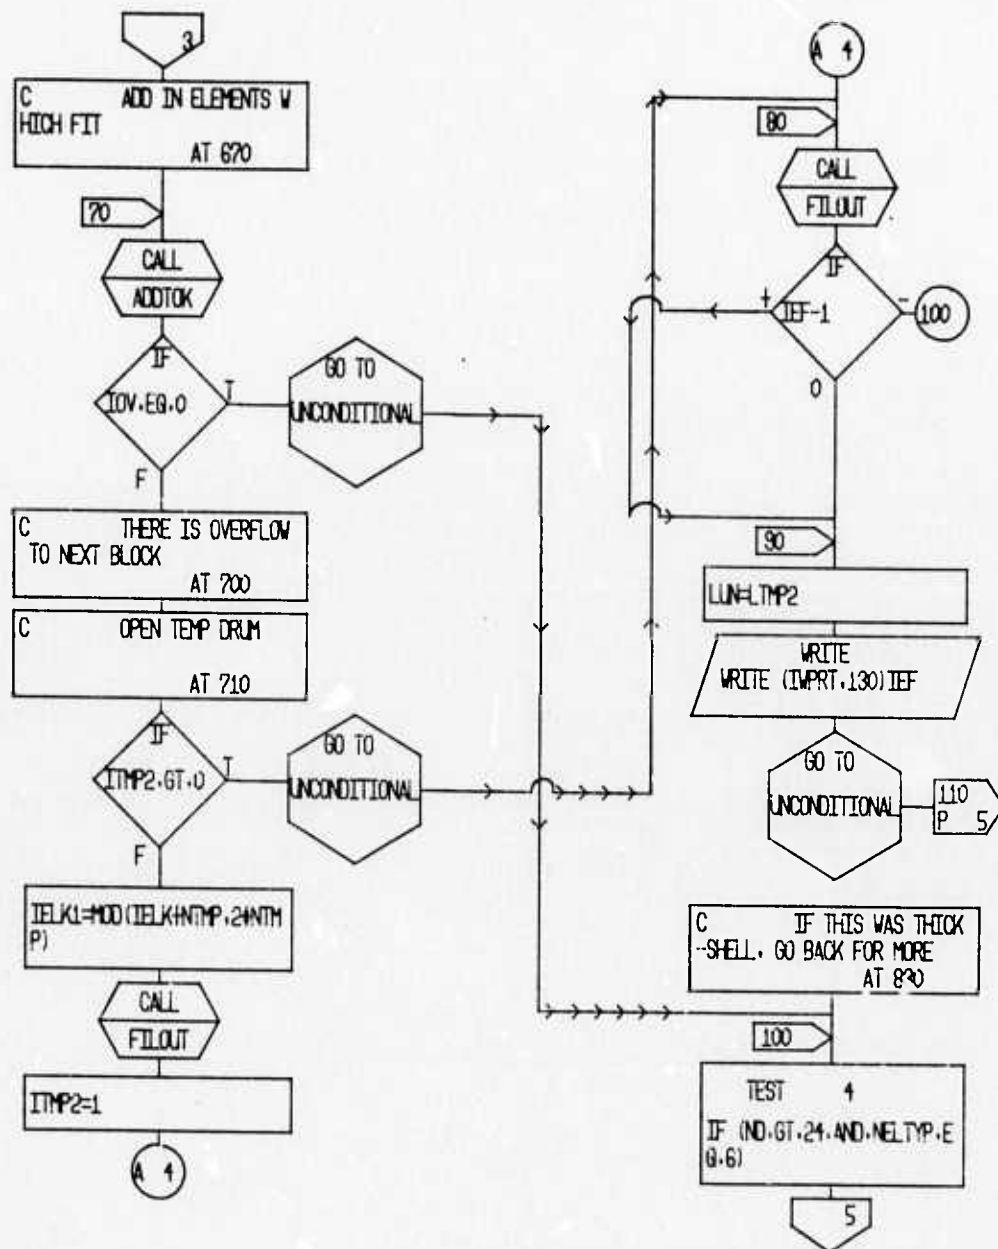 3
C ADD IN ELEMENTS W
HICH FIT
AT 670
70
CALL
ADDTOK
IF
IOV.EQ.0
T
F
GO TO
UNCONDITIONAL
C THERE IS OVERFLOW
TO NEXT BLOCK
AT 700
C OPEN TEMP DRUM
AT 710
IF
ITMP2.GT.0
T
F
GO TO
UNCONDITIONAL
IELK1=MOD(IELK+NTMP,2*NTM
P)
CALL
FILOUT
ITMP2=1
A 4
A 4
80
CALL
FILOUT
IF
IEF-1
+
-
100
0
90
LUN=LTMP2
WRITE
WRITE (IWPRT,130)IEF
GO TO
UNCONDITIONAL
110
P 5
C IF THIS WAS THICK
--SHELL, GO BACK FOR MORE
AT 830
100
TEST 4
IF (ND.GT.24.AND.NELTYP.E
Q.6)
5